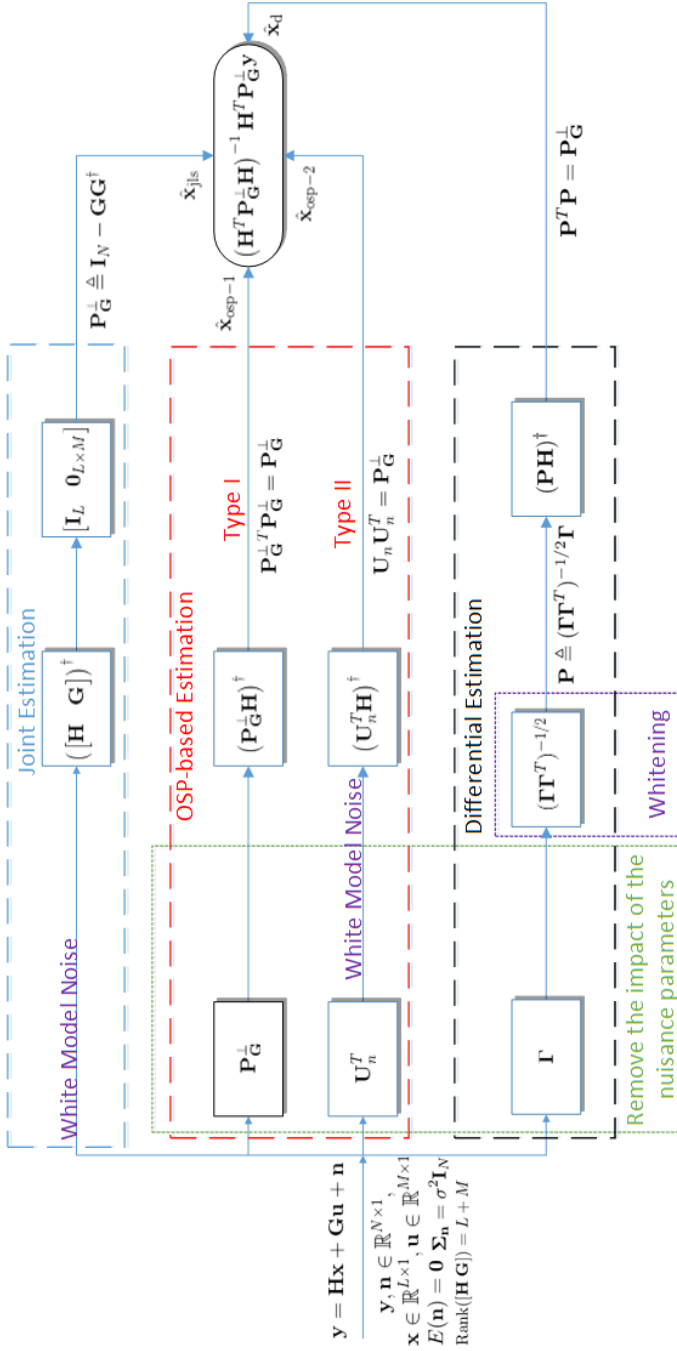 y = Hx + Gu + n
y, n ∈ ℝ^{N×1},
x ∈ ℝ^{L×1}, u ∈ ℝ^{M×1}
E(n) = 0 Σ_n = σ²I_N
Rank([H G]) = L + M
Joint Estimation
White Model Noise
([H G])^†
[I_L 0_{L×M}]
P_G^⊥ ≜ I_N − GG^†
x̂_jls
OSP-based Estimation
P_G^⊥
(P_G^⊥ H)^†
Type I
P_G^{⊥T} P_G^⊥ = P_G^⊥
x̂_{osp−1}
U_n^T
White Model Noise
(U_n^T H)^†
Type II
U_n U_n^T = P_G^⊥
x̂_{osp−2}
(H^T P_G^⊥ H)^{−1} H^T P_G^⊥ y
x̂_d
Differential Estimation
Γ
(ΓΓ^T)^{−1/2}
P ≜ (ΓΓ^T)^{−1/2} Γ
(PH)^†
P^T P = P_G^⊥
Whitening
Remove the impact of the
nuisance parameters